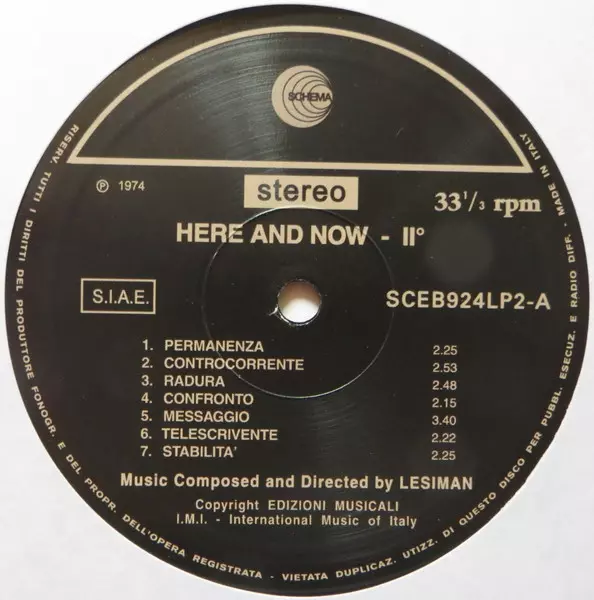 SCHEMA
℗ 1974
stereo
33 1/3 rpm
HERE AND NOW - II°
S.I.A.E.
SCEB924LP2-A
1. PERMANENZA 2.25
2. CONTROCORRENTE 2.53
3. RADURA 2.48
4. CONFRONTO 2.15
5. MESSAGGIO 3.40
6. TELESCRIVENTE 2.22
7. STABILITA' 2.25
Music Composed and Directed by LESIMAN
Copyright EDIZIONI MUSICALI
I.M.I. - International Music of Italy
RISERV. TUTTI I DIRITTI DEL PRODUTTORE FONOGR. E DEL PROPR. DELL'OPERA REGISTRATA - VIETATA DUPLICAZ. UTILIZZ. DI QUESTO DISCO PER PUBBL. ESECUZ. E RADIO DIFF. - MADE IN ITALY